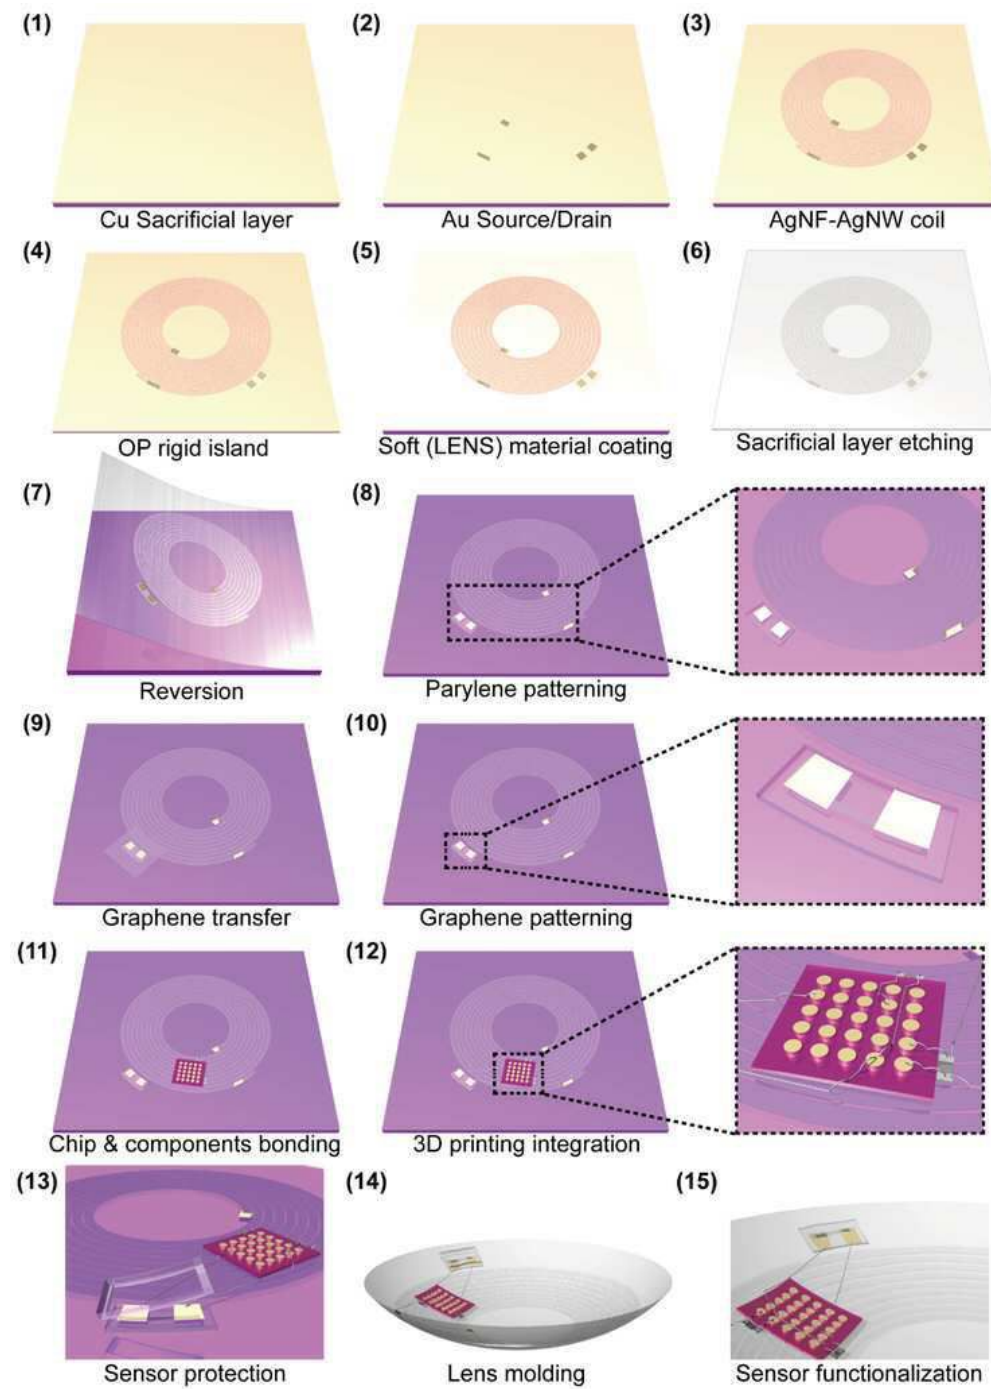 (1)
(2)
(3)
Cu Sacrificial layer
Au Source/Drain
AgNF-AgNW coil
(4)
(5)
(6)
OP rigid island
Soft (LENS) material coating
Sacrificial layer etching
(7)
(8)
Reversion
Parylene patterning
(9)
(10)
Graphene transfer
Graphene patterning
(11)
(12)
Chip & components bonding
3D printing integration
(13)
(14)
(15)
Sensor protection
Lens molding
Sensor functionalization